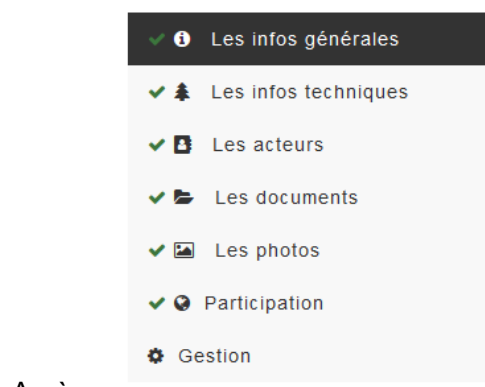 Les infos générales
Les infos techniques
Les acteurs
Les documents
Les photos
Participation
Gestion